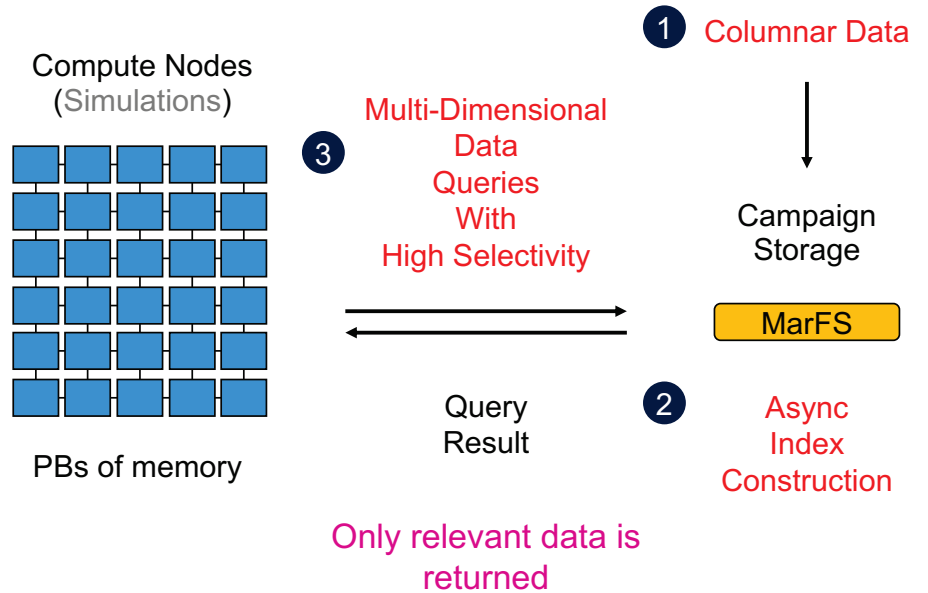 Compute Nodes
(Simulations)
PBs of memory
3
Multi-Dimensional
Data
Queries
With
High Selectivity
Query
Result
Only relevant data is
returned
1 Columnar Data
Campaign
Storage
MarFS
2 Async
Index
Construction